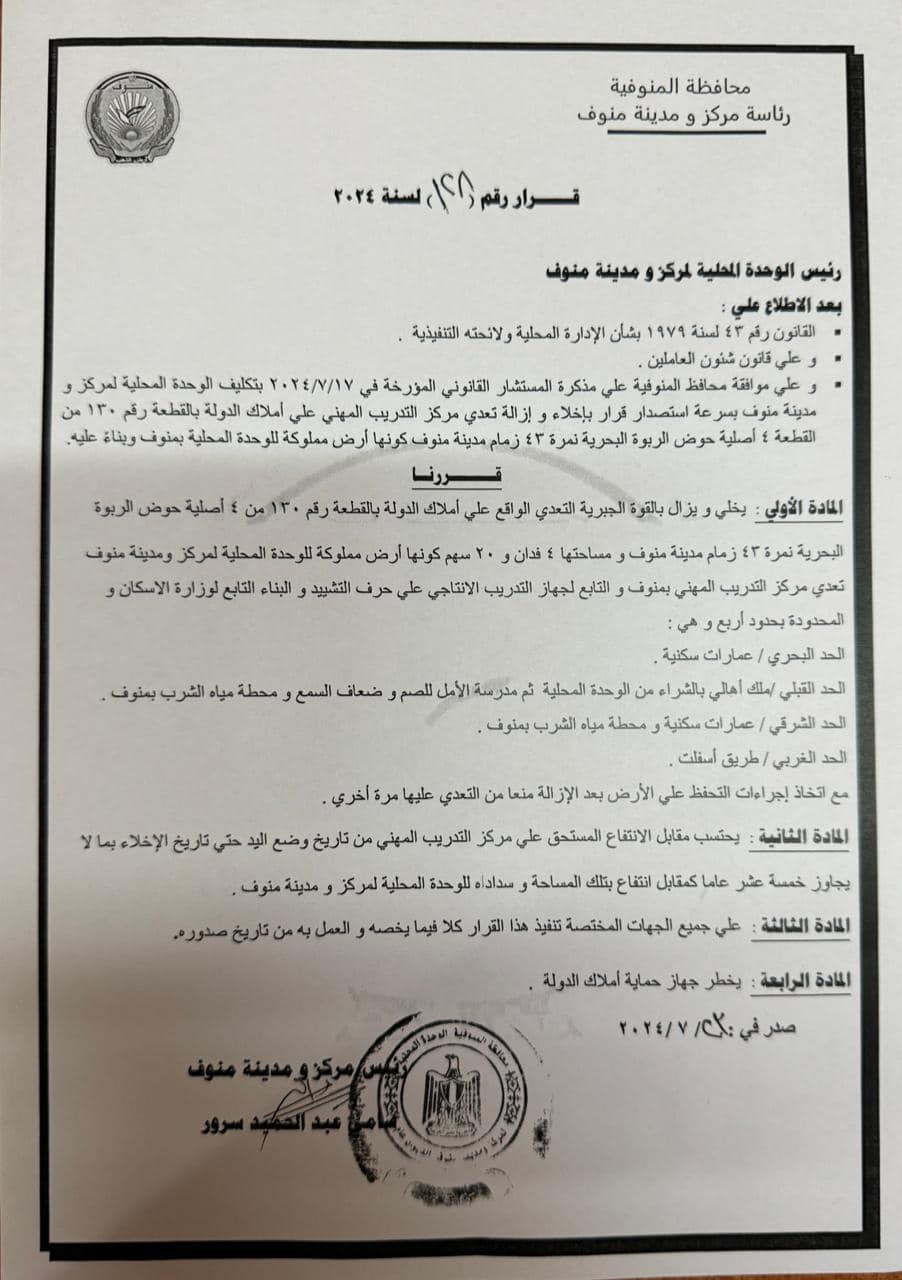 محافظة المنوفية
رئاسة مركز و مدينة منوف
منوف
قـــــرار رقم (١٢٨) لسنة ٢٠٢٤
رئيس الوحدة المحلية لمركز و مدينة منوف
بعد الاطلاع علي :
▪ القانون رقم ٤٣ لسنة ١٩٧٩ بشأن الإدارة المحلية ولائحته التنفيذية .
▪ و علي قانون شئون العاملين .
▪ و علي موافقة محافظ المنوفية علي مذكرة المستشار القانوني المؤرخة في ٢٠٢٤/٧/١٧ بتكليف الوحدة المحلية لمركز و
مدينة منوف بسرعة استصدار قرار بإخلاء و إزالة تعدي مركز التدريب المهني علي أملاك الدولة بالقطعة رقم ١٣٠ من
القطعة ٤ أصلية حوض الربوة البحرية نمرة ٤٣ زمام مدينة منوف كونها أرض مملوكة للوحدة المحلية بمنوف وبناءً عليه.
قـــــررنـا
المادة الأولي : يخلي و يزال بالقوة الجبرية التعدي الواقع علي أملاك الدولة بالقطعة رقم ١٣٠ من ٤ أصلية حوض الربوة
البحرية نمرة ٤٣ زمام مدينة منوف و مساحتها ٤ فدان و ٢٠ سهم كونها أرض مملوكة للوحدة المحلية لمركز ومدينة منوف
تعدي مركز التدريب المهني بمنوف و التابع لجهاز التدريب الانتاجي علي حرف التشييد و البناء التابع لوزارة الاسكان و
المحدودة بحدود أربع و هي :
الحد البحري / عمارات سكنية .
الحد القبلي /ملك أهالي بالشراء من الوحدة المحلية ثم مدرسة الأمل للصم و ضعاف السمع و محطة مياه الشرب بمنوف .
الحد الشرقي / عمارات سكنية و محطة مياه الشرب بمنوف .
الحد الغربي / طريق أسفلت .
مع اتخاذ إجراءات التحفظ علي الأرض بعد الإزالة منعا من التعدي عليها مرة أخري .
المادة الثانية : يحتسب مقابل الانتفاع المستحق علي مركز التدريب المهني من تاريخ وضع اليد حتي تاريخ الإخلاء بما لا
يجاوز خمسة عشر عاما كمقابل انتفاع بتلك المساحة و سداداه للوحدة المحلية لمركز و مدينة منوف .
المادة الثالثة : علي جميع الجهات المختصة تنفيذ هذا القرار كلا فيما يخصه و العمل به من تاريخ صدوره.
المادة الرابعة : يخطر جهاز حماية أملاك الدولة .
صدر في : /٢٠٢٤/٧
رئيس مركز و مدينة منوف
سامى عبد الحميد سرور
محافظة المنوفية الوحدة المحلية
لمركز ومدينة منوف